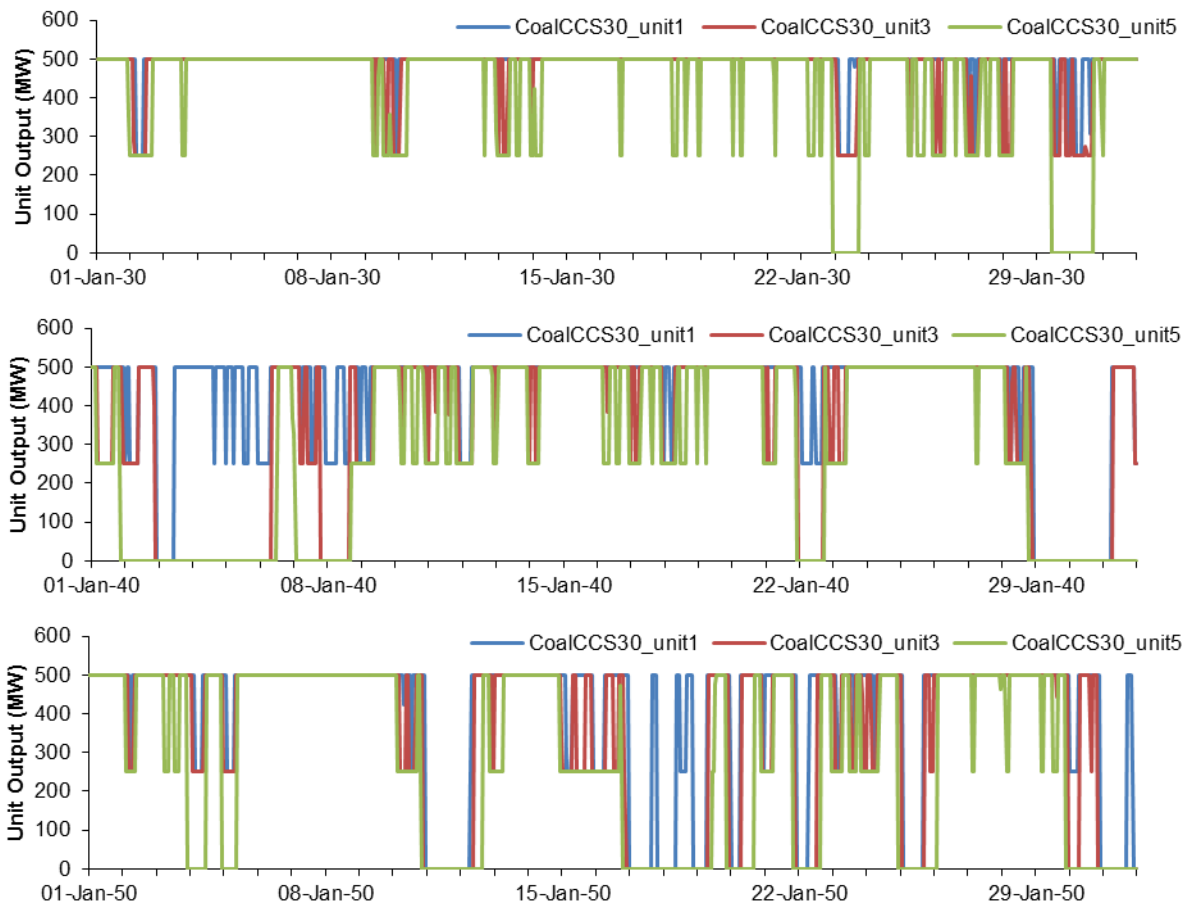 600
CoalCCS30_unit1 CoalCCS30_unit3 CoalCCS30_unit5
500
400
300
200
100
0
Unit Output (MW)
01-Jan-30 08-Jan-30 15-Jan-30 22-Jan-30 29-Jan-30
600
CoalCCS30_unit1 CoalCCS30_unit3 CoalCCS30_unit5
500
400
300
200
100
0
Unit Output (MW)
01-Jan-40 08-Jan-40 15-Jan-40 22-Jan-40 29-Jan-40
600
CoalCCS30_unit1 CoalCCS30_unit3 CoalCCS30_unit5
500
400
300
200
100
0
Unit Output (MW)
01-Jan-50 08-Jan-50 15-Jan-50 22-Jan-50 29-Jan-50